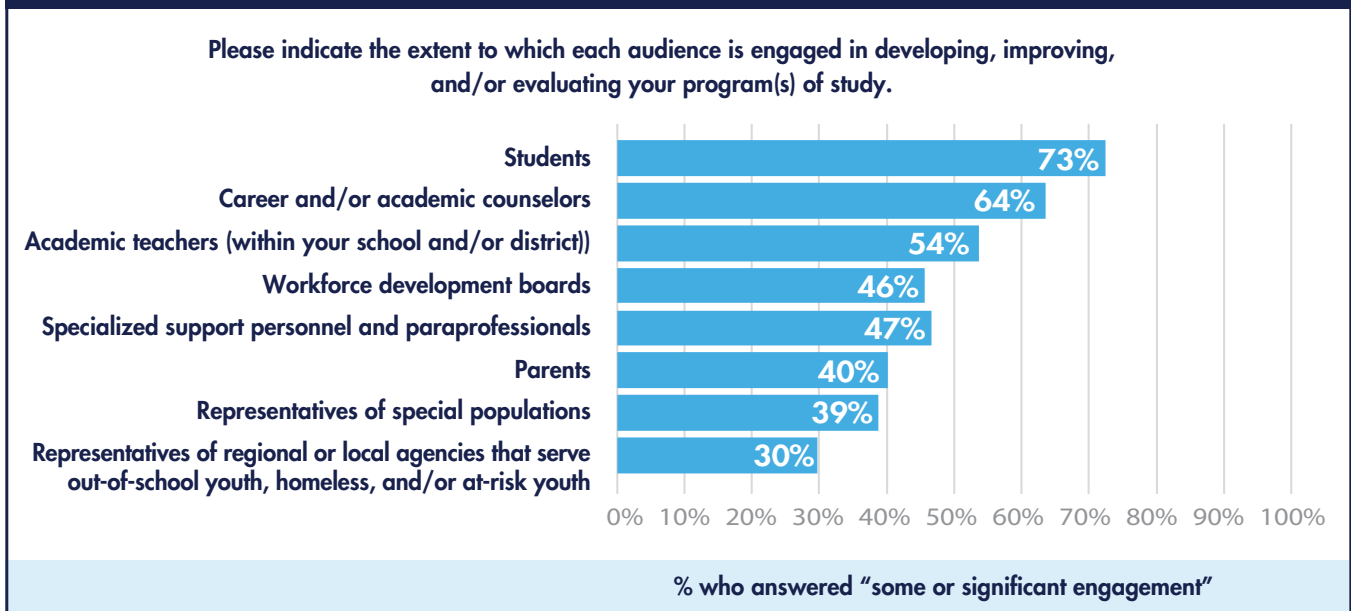 Please indicate the extent to which each audience is engaged in developing, improving,
and/or evaluating your program(s) of study.
Students
73%
Career and/or academic counselors
64%
Academic teachers (within your school and/or district))
54%
Workforce development boards
46%
Specialized support personnel and paraprofessionals
47%
Parents
40%
Representatives of special populations
39%
Representatives of regional or local agencies that serve
out-of-school youth, homeless, and/or at-risk youth
30%
0% 10% 20% 30% 40% 50% 60% 70% 80% 90% 100%
% who answered “some or significant engagement”